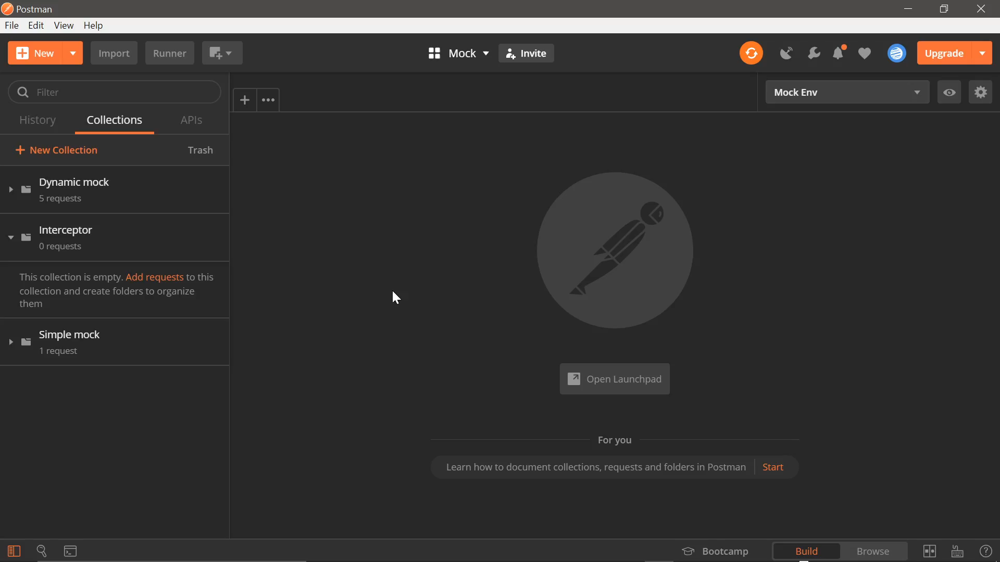 Postman
File Edit View Help
New Import Runner Mock Invite Upgrade
Filter
Mock Env
History Collections APIs
New Collection Trash
Dynamic mock
5 requests
Interceptor
0 requests
This collection is empty. Add requests to this
collection and create folders to organize
them
Simple mock
1 request
Open Launchpad
For you
Learn how to document collections, requests and folders in Postman Start
Bootcamp Build Browse